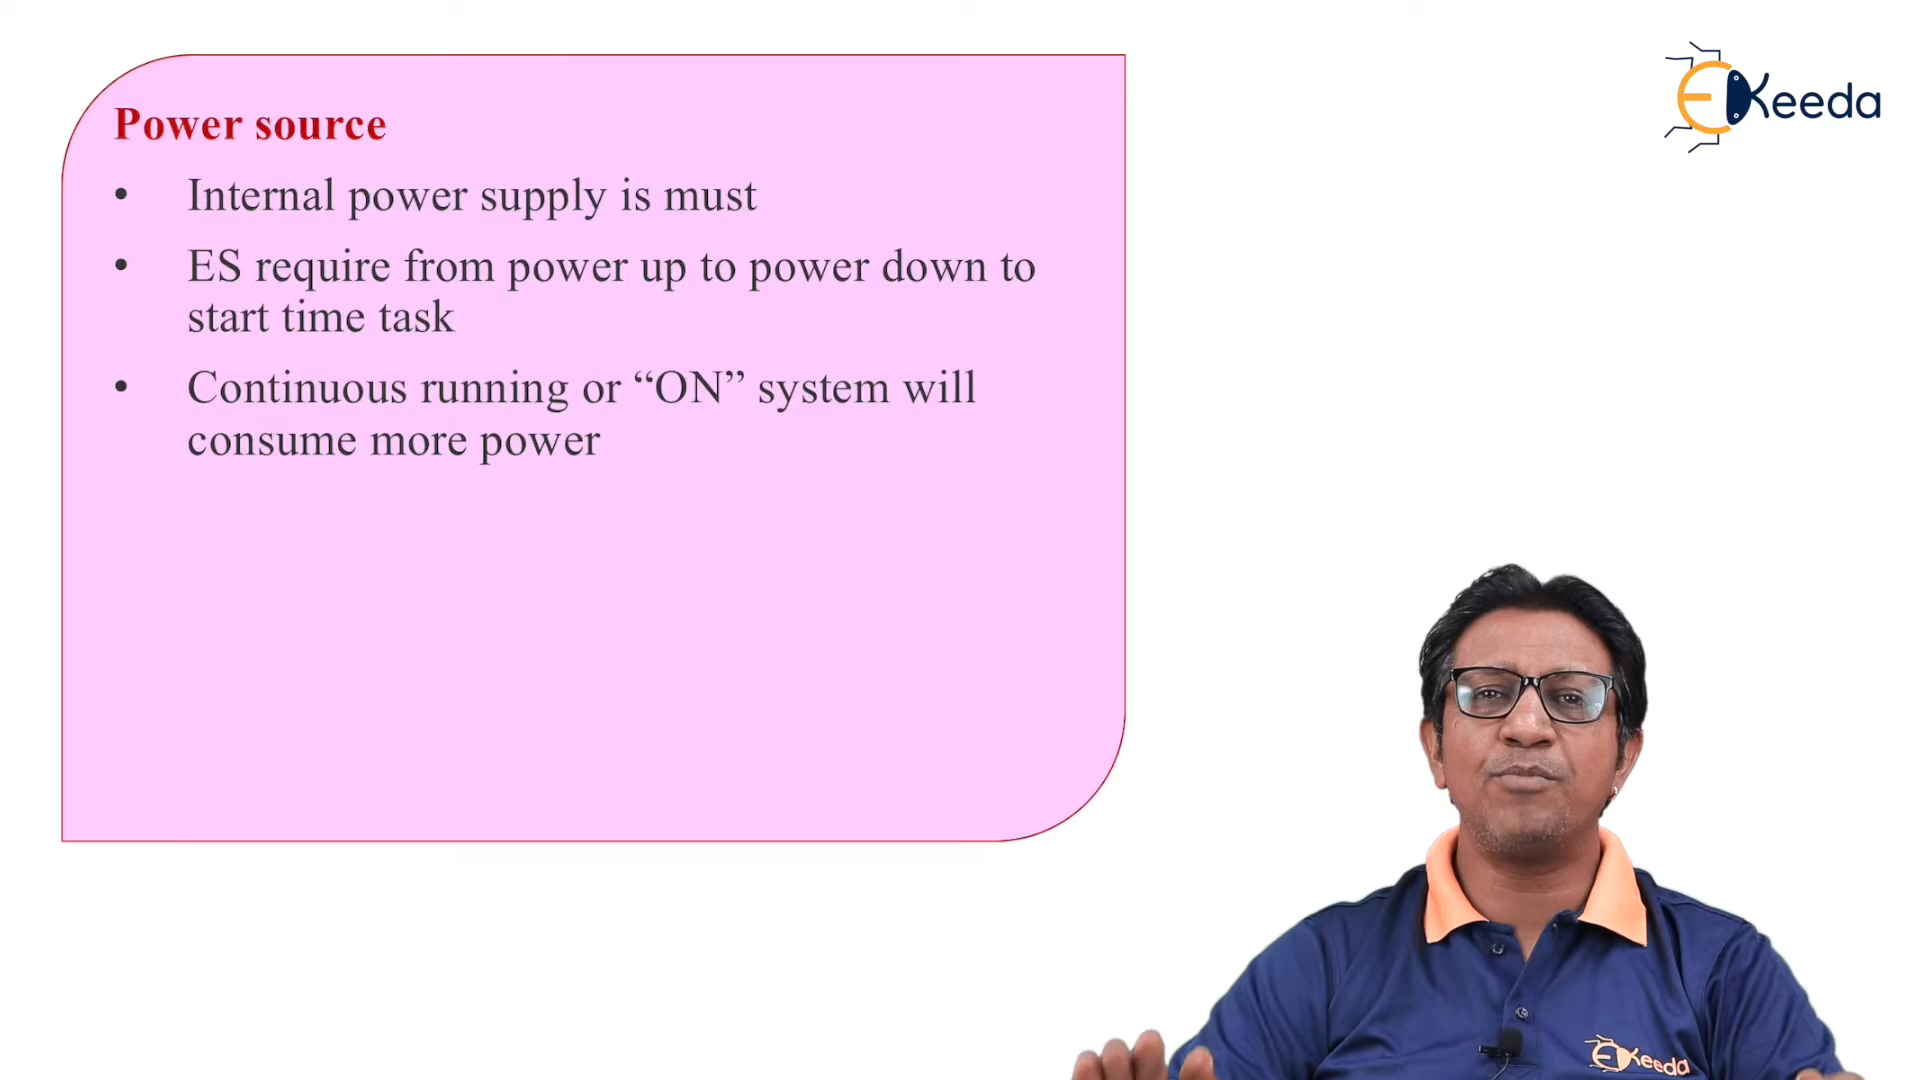 Power source
• Internal power supply is must
• ES require from power up to power down to
start time task
• Continuous running or “ON” system will
consume more power
EKeeda
EKeeda